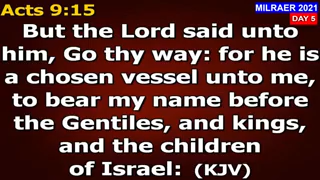 Acts 9:15
MILRAER 2021
DAY 5
But the Lord said unto
him, Go thy way: for he is
a chosen vessel unto me,
to bear my name before
the Gentiles, and kings,
and the children
of Israel: (KJV)